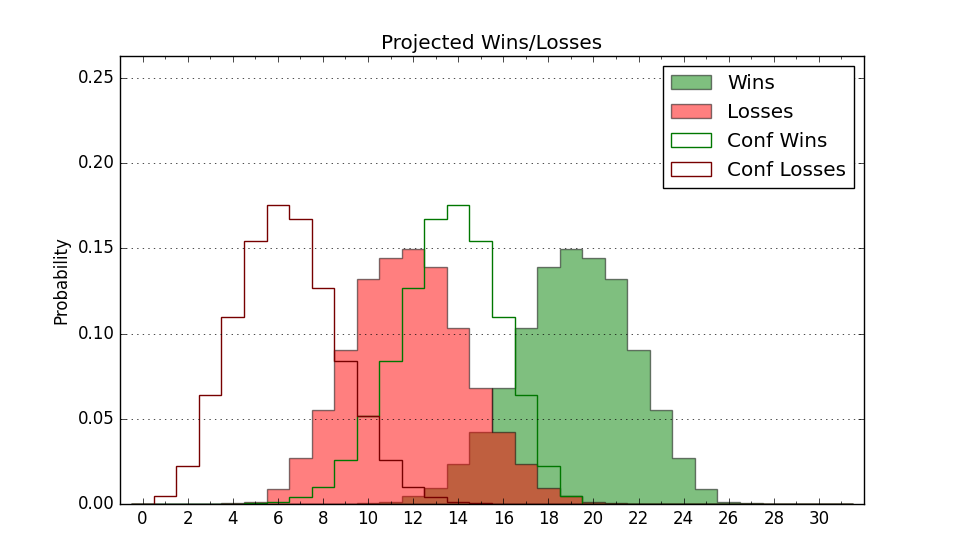 Projected Wins/Losses
0.25
0.20
0.15
0.10
0.05
0.00
Probability
Wins
Losses
Conf Wins
Conf Losses
0 2 4 6 8 10 12 14 16 18 20 22 24 26 28 30